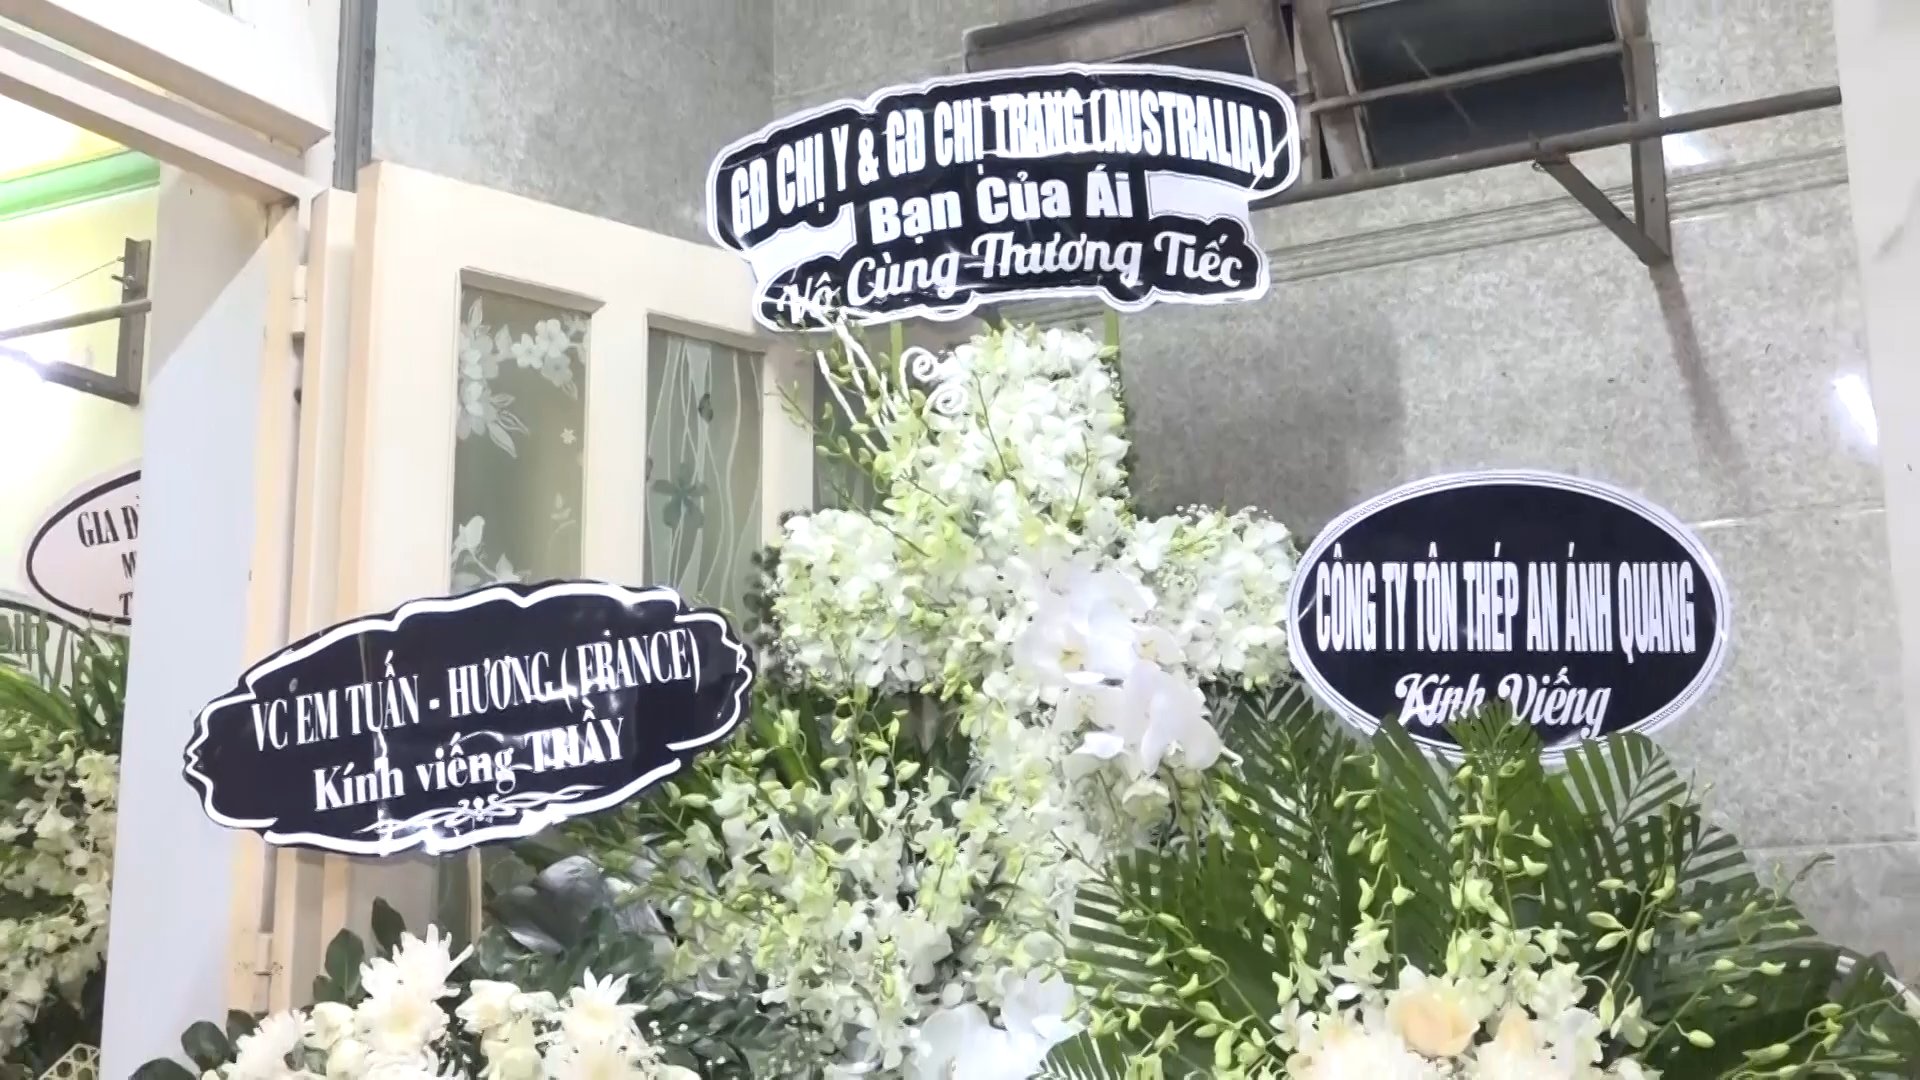 GĐ CHỊ Y & GĐ CHỊ TRANG (AUSTRALIA)
Bạn Của Ái
Vô Cùng Thương Tiếc
GIA
VC EM TUẤN - HƯƠNG (FRANCE)
Kính viếng THẦY
CÔNG TY TÔN THÉP AN ÁNH QUANG
Kính Viếng